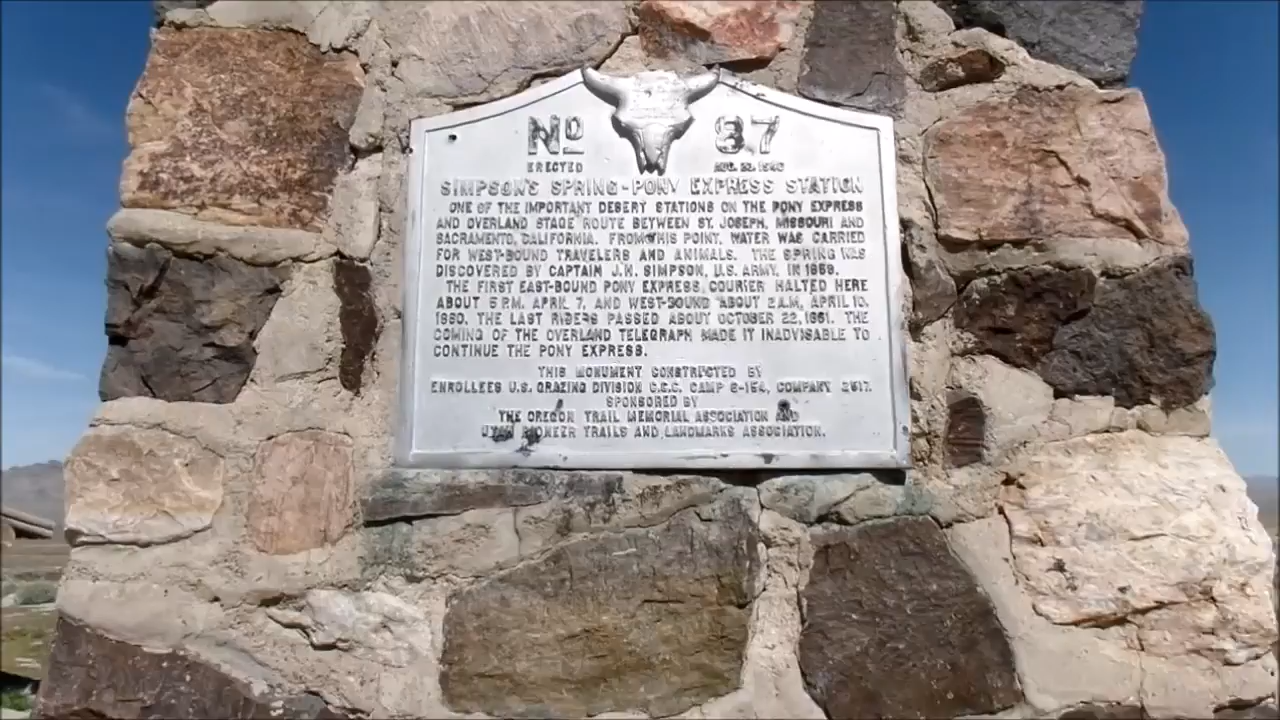 No 87
ERECTED AUG. 23, 1940
SIMPSON'S SPRING-PONY EXPRESS STATION
ONE OF THE IMPORTANT DESERT STATIONS ON THE PONY EXPRESS
AND OVERLAND STAGE ROUTE BETWEEN ST. JOSEPH, MISSOURI AND
SACRAMENTO, CALIFORNIA. FROM THIS POINT, WATER WAS CARRIED
FOR WEST-BOUND TRAVELERS AND ANIMALS. THE SPRING WAS
DISCOVERED BY CAPTAIN J.H. SIMPSON, U.S. ARMY, IN 1859.
THE FIRST EAST-BOUND PONY EXPRESS, COURIER HALTED HERE
ABOUT 5 P.M. APRIL 7, AND WEST-BOUND ABOUT 2 A.M., APRIL 10,
1860. THE LAST RIDERS PASSED ABOUT OCTOBER 22, 1861. THE
COMING OF THE OVERLAND TELEGRAPH MADE IT INADVISABLE TO
CONTINUE THE PONY EXPRESS.
THIS MONUMENT CONSTRUCTED BY
ENROLLEES U.S. GRAZING DIVISION C.C.C. CAMP G-154, COMPANY 2517.
SPONSORED BY
THE OREGON TRAIL MEMORIAL ASSOCIATION AND
UTAH PIONEER TRAILS AND LANDMARKS ASSOCIATION.